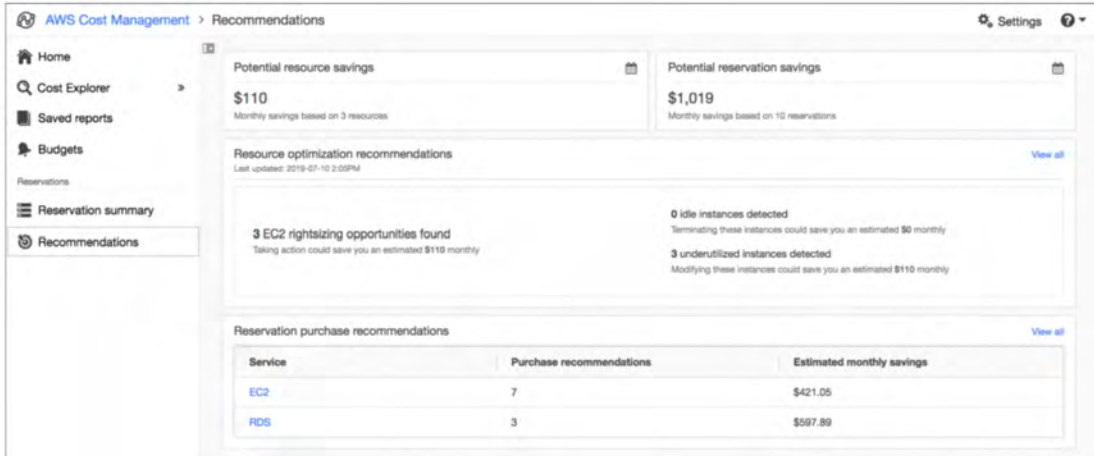 AWS Cost Management > Recommendations
Settings
Home
Cost Explorer
Saved reports
Budgets
Reservations
Reservation summary
Recommendations
Potential resource savings
$110
Monthly savings based on 3 resources
Potential reservation savings
$1,019
Monthly savings based on 10 reservations
Resource optimization recommendations
View all
Last updated: 2019-07-10 2:05PM
3 EC2 rightsizing opportunities found
Taking action could save you an estimated $110 monthly
0 idle instances detected
Terminating these instances could save you an estimated $0 monthly
3 underutilized instances detected
Modifying these instances could save you an estimated $110 monthly
Reservation purchase recommendations
View all
Service Purchase recommendations Estimated monthly savings
EC2 7 $421.05
RDS 3 $597.89